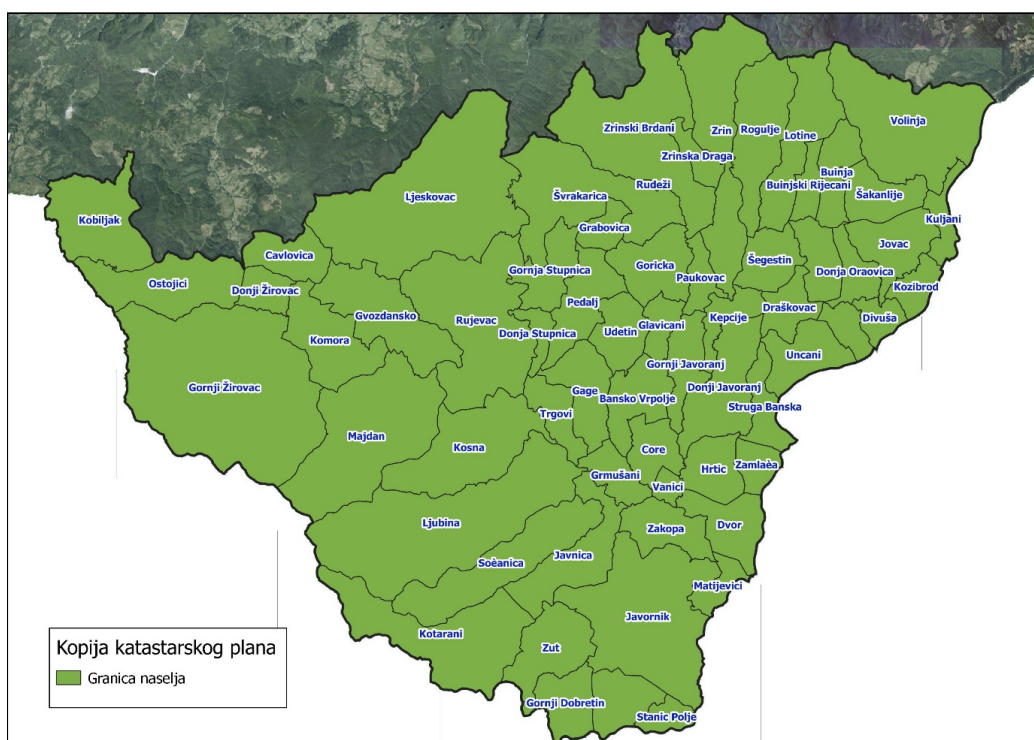 Zrinski Brđani
Zrin
Rogulje
Lotine
Volinja
Zrinska Draga
Buinja
Rudeži
Buinjski Rijecani
Šakanlije
Ljeskovac
Švrakarica
Kobiljak
Kuljani
Grabovica
Jovac
Cavlovica
Gornja Stupnica
Goricka
Paukovac
Šegestin
Donja Oraovica
Ostojici
Donji Žirovac
Kozibrod
Pedalj
Draškovac
Gvozdansko
Rujevac
Glavicani
Kepcije
Divuša
Komora
Donja Stupnica
Udetin
Uncani
Gornji Javoranj
Gornji Žirovac
Gage
Bansko Vrpolje
Donji Javoranj
Trgovi
Struga Banska
Majdan
Kosna
Core
Hrtic
Zamlaèa
Grmušani
Vanici
Ljubina
Zakopa
Dvor
Soèanica
Javnica
Matijevici
Javornik
Kotarani
Zut
Gornji Dobretin
Stanic Polje
Kopija katastarskog plana
Granica naselja